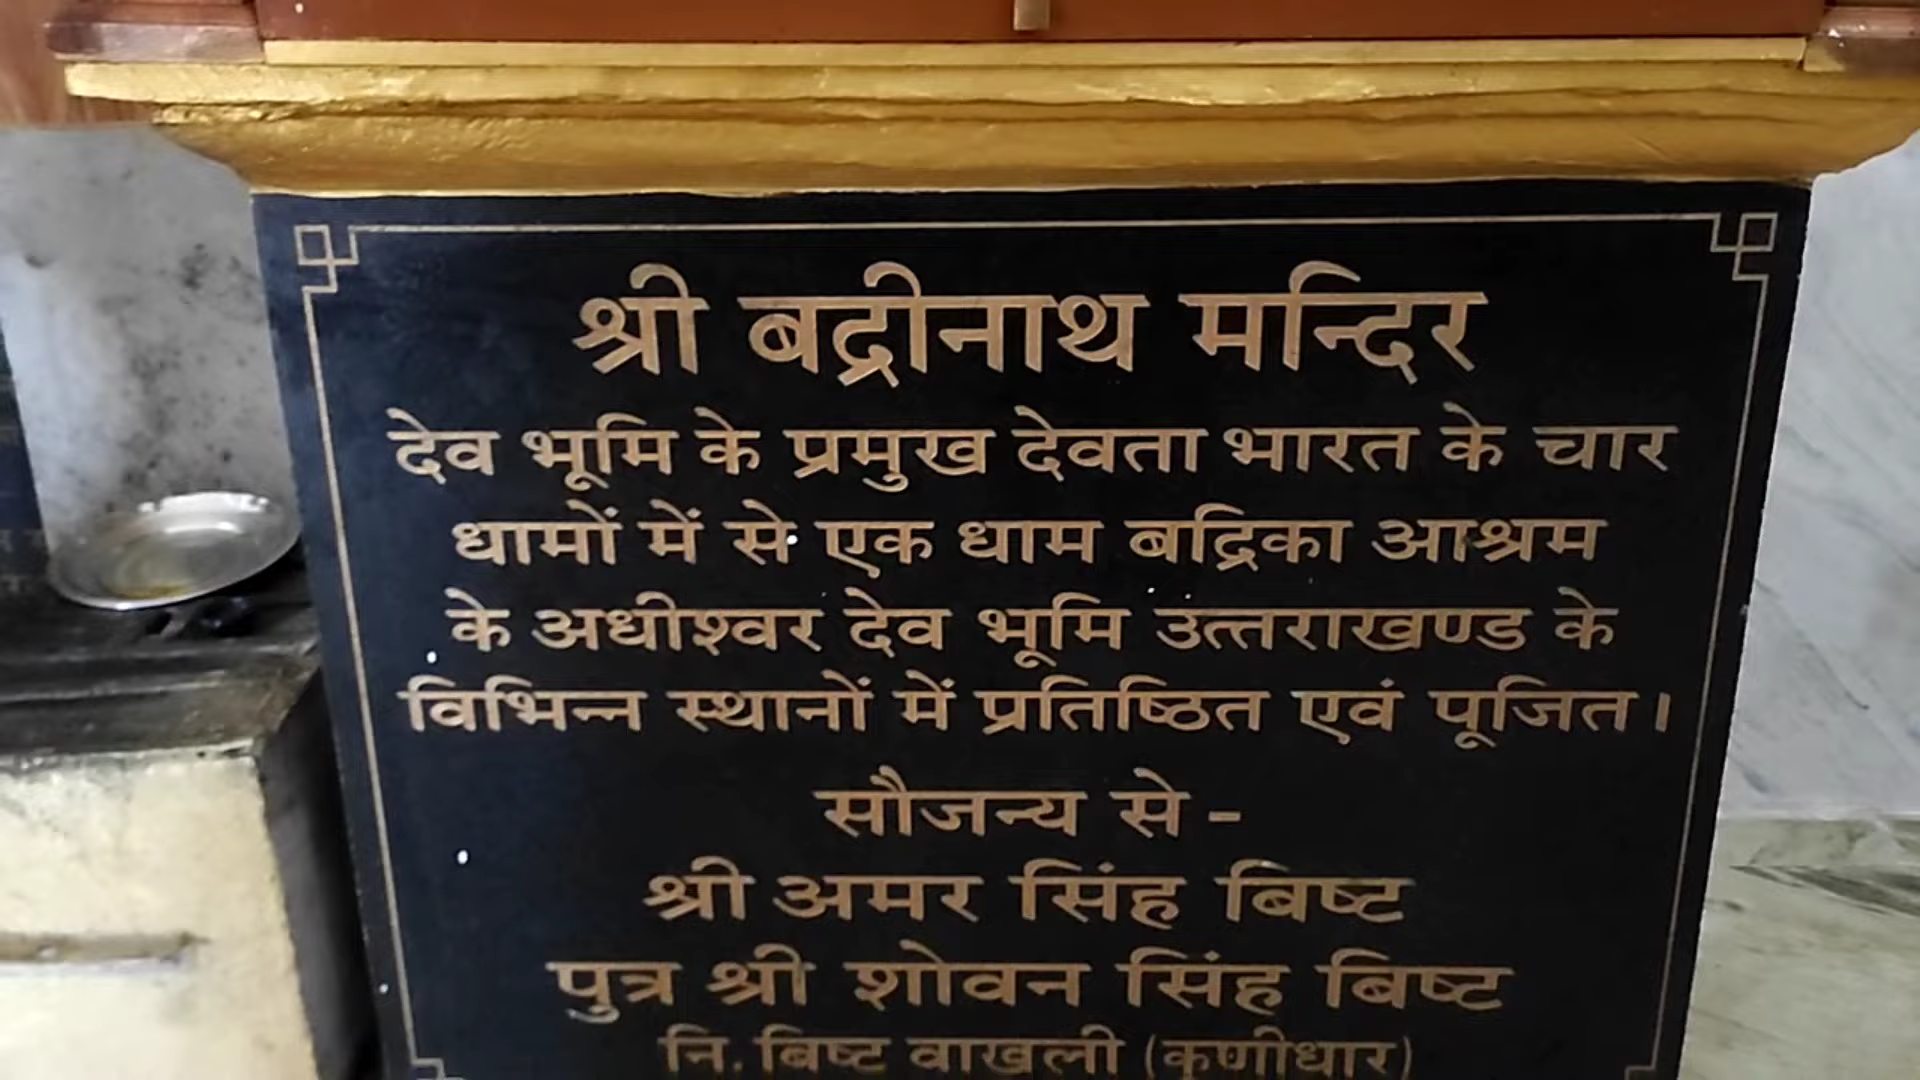 श्री बद्रीनाथ मन्दिर
देव भूमि के प्रमुख देवता भारत के चार
धामों में से एक धाम बद्रिका आश्रम
के अधीश्वर देव भूमि उत्तराखण्ड के
विभिन्न स्थानों में प्रतिष्ठित एवं पूजित।
सौजन्य से -
श्री अमर सिंह बिष्ट
पुत्र श्री शोवन सिंह बिष्ट
नि. बिष्ट वाखली (कुणीधार)